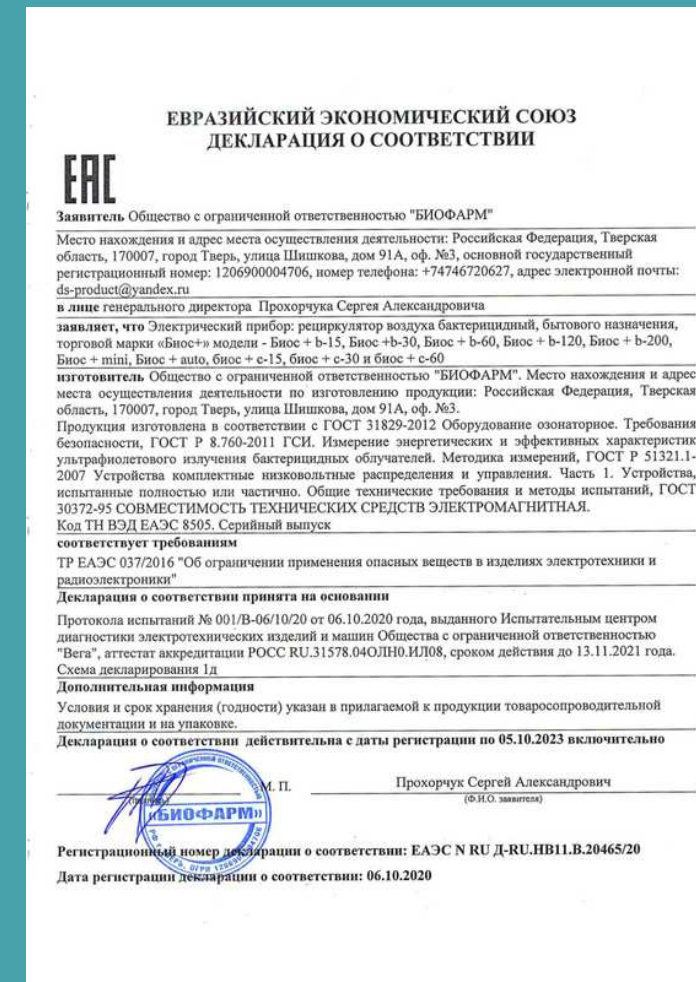 ЕВРАЗИЙСКИЙ ЭКОНОМИЧЕСКИЙ СОЮЗ
ДЕКЛАРАЦИЯ О СООТВЕТСТВИИ
ЕАС
Заявитель Общество с ограниченной ответственностью "БИОФАРМ"
Место нахождения и адрес места осуществления деятельности: Российская Федерация, Тверская
область, 170007, город Тверь, улица Шишкова, дом 91А, оф. №3, основной государственный
регистрационный номер: 1206900004706, номер телефона: +74746720627, адрес электронной почты:
ds-product@yandex.ru
в лице генерального директора Прохорчука Сергея Александровича
заявляет, что Электрический прибор: рециркулятор воздуха бактерицидный, бытового назначения,
торговой марки «Биос+» модели - Биос + b-15, Биос +b-30, Биос + b-60, Биос + b-120, Биос + b-200,
Биос + mini, Биос + auto, биос + c-15, биос + c-30 и биос + c-60
изготовитель Общество с ограниченной ответственностью "БИОФАРМ". Место нахождения и адрес
места осуществления деятельности по изготовлению продукции: Российская Федерация, Тверская
область, 170007, город Тверь, улица Шишкова, дом 91А, оф. №3.
Продукция изготовлена в соответствии с ГОСТ 31829-2012 Оборудование озонаторное. Требования
безопасности, ГОСТ Р 8.760-2011 ГСИ. Измерение энергетических и эффективных характеристик
ультрафиолетового излучения бактерицидных облучателей. Методика измерений, ГОСТ Р 51321.1-
2007 Устройства комплектные низковольтные распределения и управления. Часть 1. Устройства,
испытанные полностью или частично. Общие технические требования и методы испытаний, ГОСТ
30372-95 СОВМЕСТИМОСТЬ ТЕХНИЧЕСКИХ СРЕДСТВ ЭЛЕКТРОМАГНИТНАЯ.
Код ТН ВЭД ЕАЭС 8505. Серийный выпуск
соответствует требованиям
ТР ЕАЭС 037/2016 "Об ограничении применения опасных веществ в изделиях электротехники и
радиоэлектроники"
Декларация о соответствии принята на основании
Протокола испытаний № 001/В-06/10/20 от 06.10.2020 года, выданного Испытательным центром
диагностики электротехнических изделий и машин Общества с ограниченной ответственностью
"Вега", аттестат аккредитации РОСС RU.31578.04ОЛН0.ИЛ08, сроком действия до 13.11.2021 года.
Схема декларирования 1д
Дополнительная информация
Условия и срок хранения (годности) указан в прилагаемой к продукции товаросопроводительной
документации и на упаковке.
Декларация о соответствии действительна с даты регистрации по 05.10.2023 включительно
М. П.
Прохорчук Сергей Александрович
(подпись)
(Ф.И.О. заявителя)
«БИОФАРМ»
Регистрационный номер декларации о соответствии: ЕАЭС N RU Д-RU.НВ11.В.20465/20
Дата регистрации декларации о соответствии: 06.10.2020